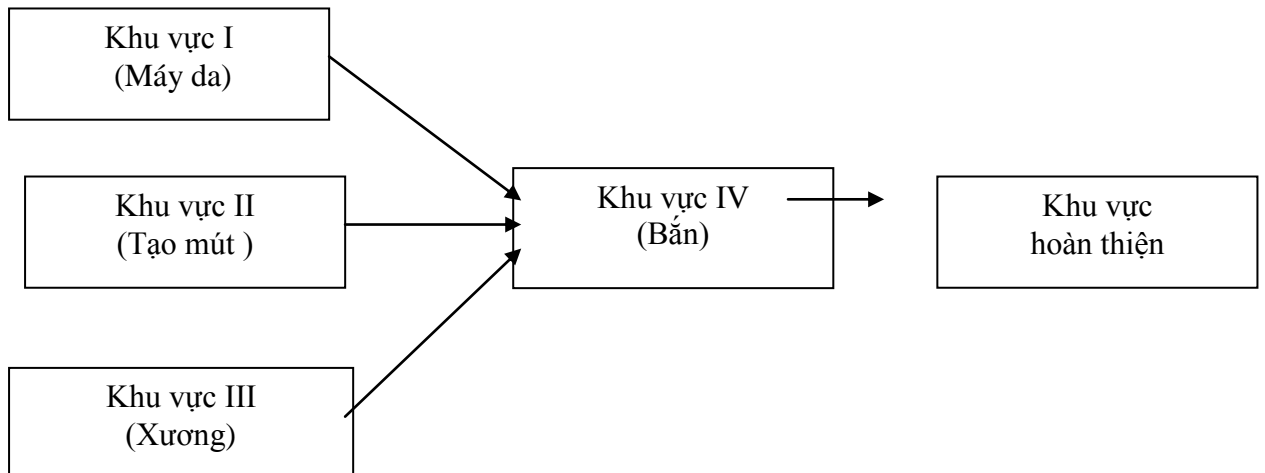 Khu vực I
(Máy da)
Khu vực II
(Tạo mút )
Khu vực III
(Xương)
Khu vực IV
(Bắn)
Khu vực
hoàn thiện